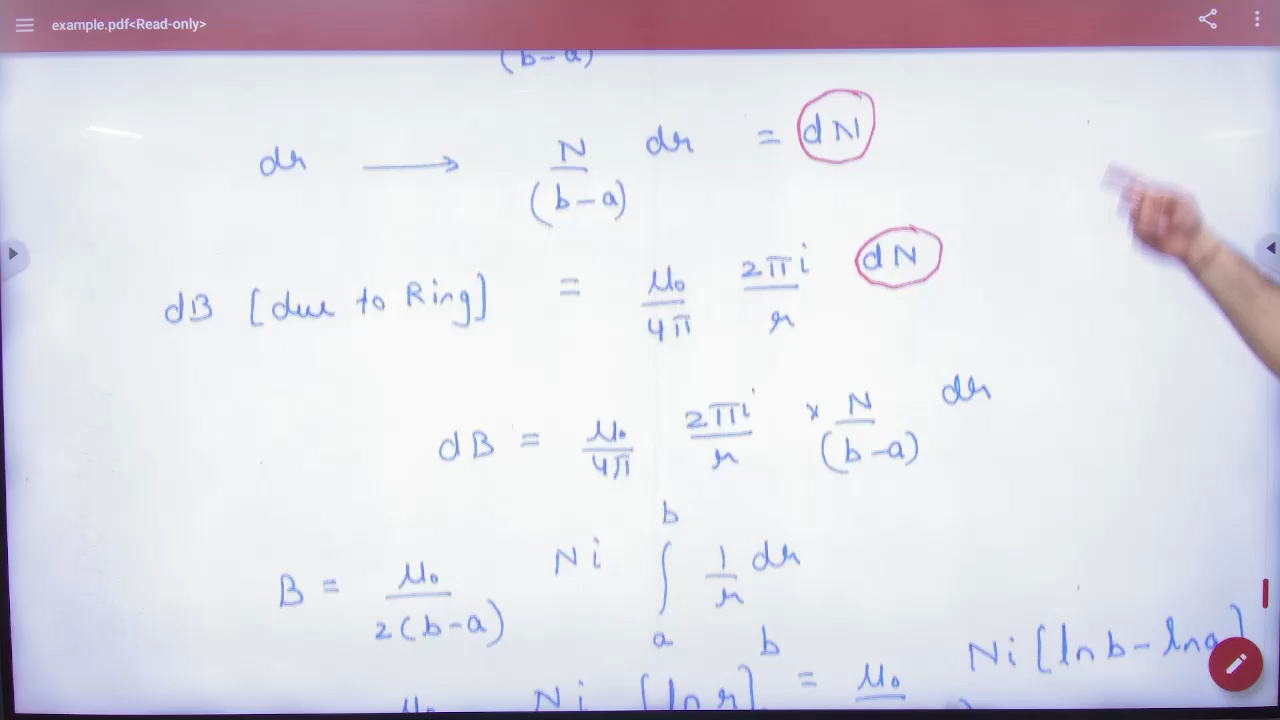 example.pdf<Read-only>
(b-a)
dr → N/(b-a) dr = dN
dB [due to Ring] = μ₀/4π 2πi/r dN
dB = μ₀/4π 2πi/r × N/(b-a) dr
B = μ₀/2(b-a) Ni ∫ₐᵇ 1/r dr
μ₀ Ni [ln r]ᵇ = μ₀ Ni [ln b - ln a]